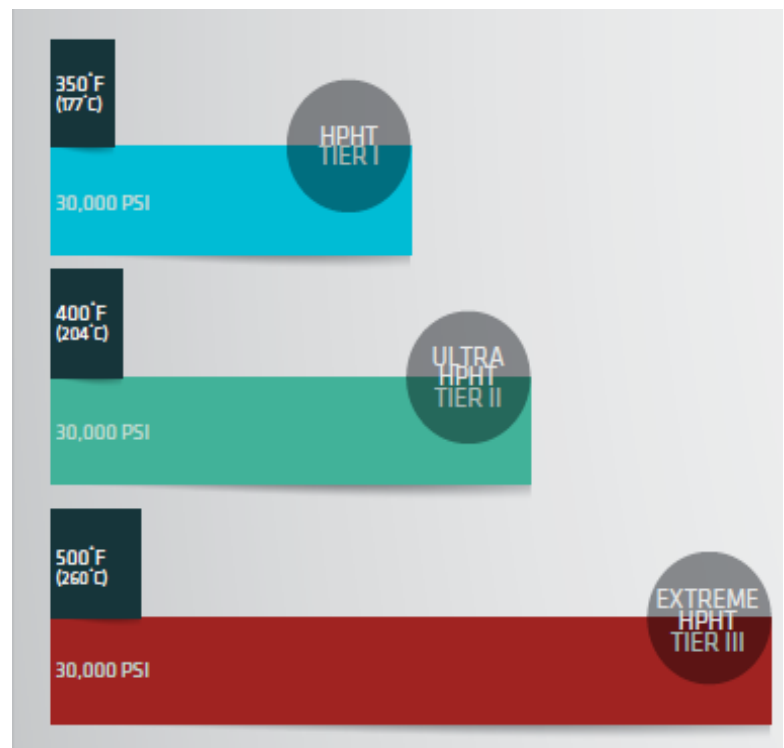 350°F
(177°C)
HPHT
TIER I
30,000 PSI
400°F
(204°C)
ULTRA
HPHT
TIER II
30,000 PSI
500°F
(260°C)
EXTREME
HPHT
TIER III
30,000 PSI